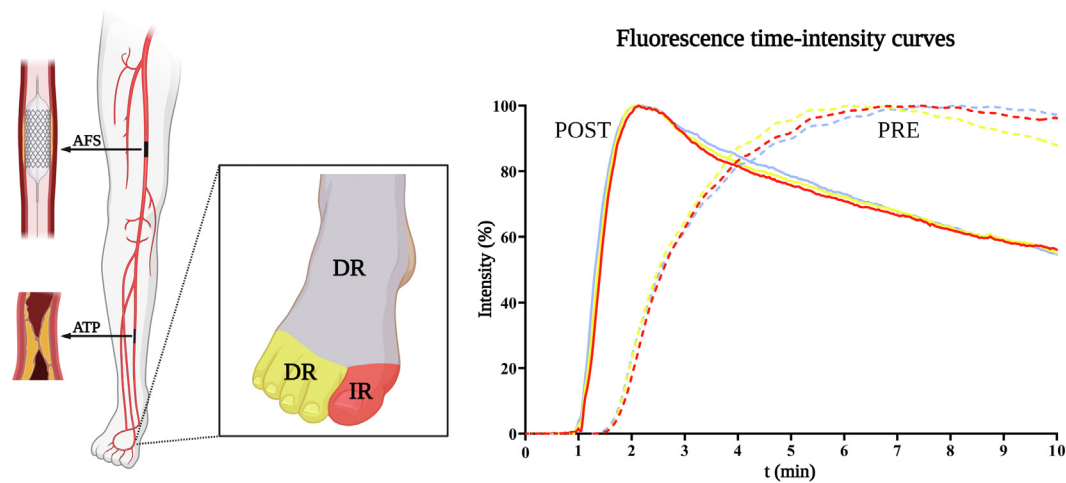 AFS
ATP
DR
DR
IR
Fluorescence time-intensity curves
POST
PRE
Intensity (%)
100
80
60
40
20
0
0 1 2 3 4 5 6 7 8 9 10
t (min)